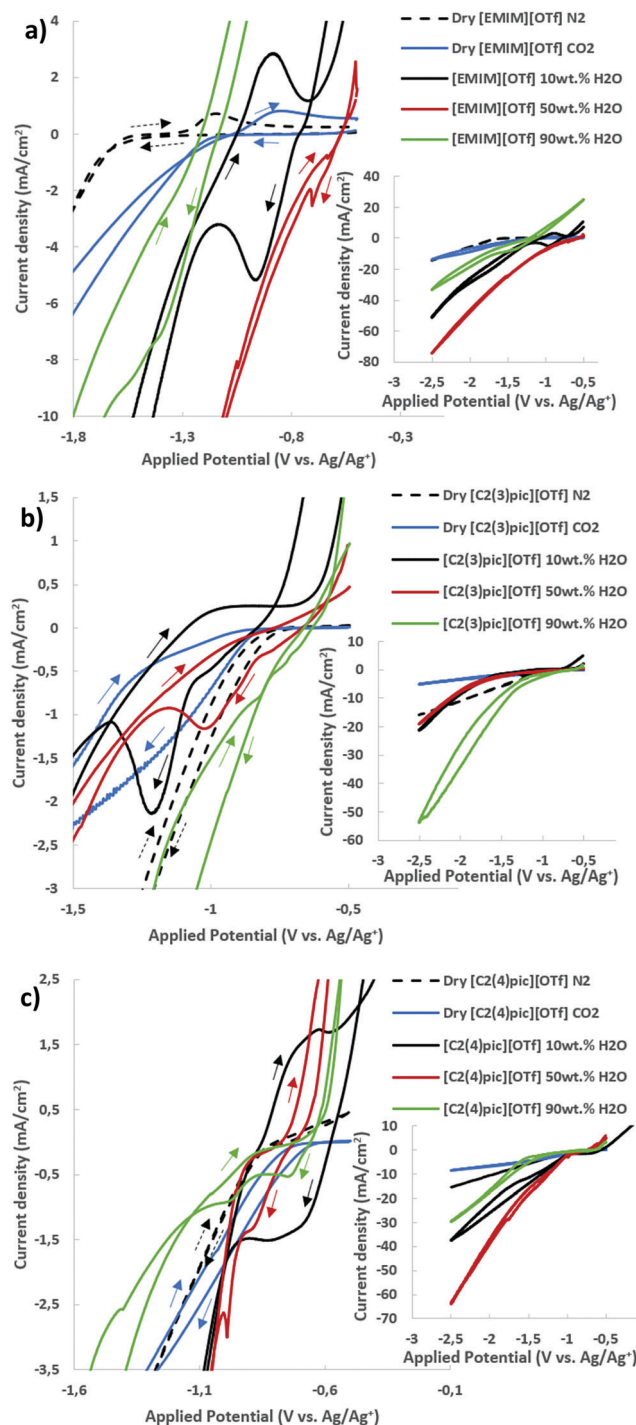 a)
Dry [EMIM][OTf] N2
Dry [EMIM][OTf] CO2
[EMIM][OTf] 10wt.% H2O
[EMIM][OTf] 50wt.% H2O
[EMIM][OTf] 90wt.% H2O
Current density (mA/cm²)
4
2
0
-2
-4
-6
-8
-10
-1,8
-1,3
-0,8
-0,3
Applied Potential (V vs. Ag/Ag⁺)
Current density (mA/cm²)
40
20
0
-20
-40
-60
-80
-3
-2,5
-2
-1,5
-1
-0,5
Applied Potential (V vs. Ag/Ag⁺)
b)
Dry [C2(3)pic][OTf] N2
Dry [C2(3)pic][OTf] CO2
[C2(3)pic][OTf] 10wt.% H2O
[C2(3)pic][OTf] 50wt.% H2O
[C2(3)pic][OTf] 90wt.% H2O
Current density (mA/cm²)
1,5
1
0,5
0
-0,5
-1
-1,5
-2
-2,5
-3
-1,5
-1
-0,5
Applied Potential (V vs. Ag/Ag⁺)
Current density (mA/cm²)
10
0
-10
-20
-30
-40
-50
-60
-3
-2,5
-2
-1,5
-1
-0,5
Applied Potential (V vs. Ag/Ag⁺)
c)
Dry [C2(4)pic][OTf] N2
Dry [C2(4)pic][OTf] CO2
[C2(4)pic][OTf] 10wt.% H2O
[C2(4)pic][OTf] 50wt.% H2O
[C2(4)pic][OTf] 90wt.% H2O
Current density (mA/cm²)
2,5
1,5
0,5
-0,5
-1,5
-2,5
-3,5
-1,6
-1,1
-0,6
-0,1
Applied Potential (V vs. Ag/Ag⁺)
Current density (mA/cm²)
10
0
-10
-20
-30
-40
-50
-60
-70
-3
-2,5
-2
-1,5
-1
-0,5
Applied Potential (V vs. Ag/Ag⁺)